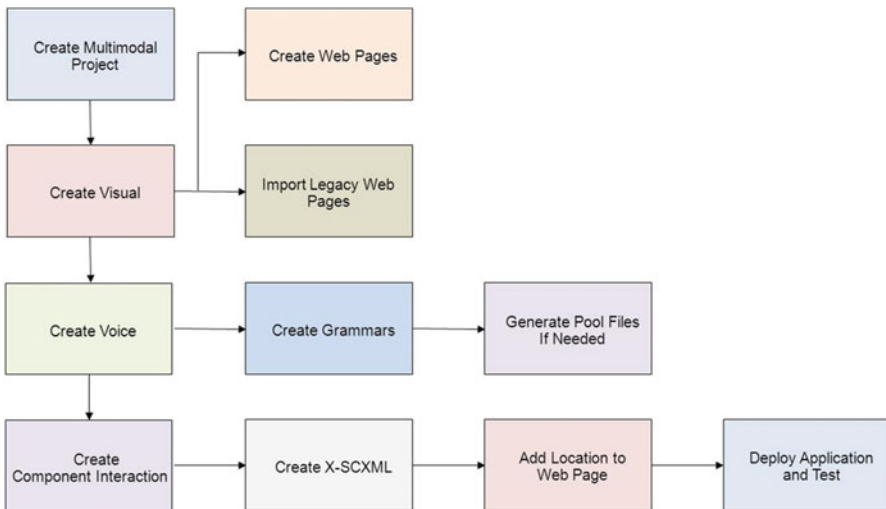 Create Multimodal
Project
Create Web Pages
Create Visual
Import Legacy Web
Pages
Create Voice
Create Grammars
Generate Pool Files
If Needed
Create
Component Interaction
Create X-SCXML
Add Location to
Web Page
Deploy Application
and Test